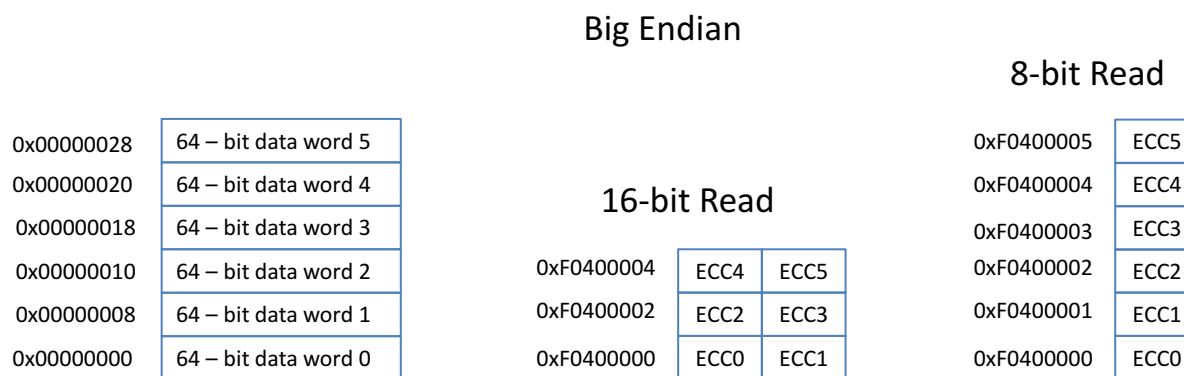 Big Endian
8-bit Read
0x00000028 64 – bit data word 5 0xF0400005 ECC5
0x00000020 64 – bit data word 4 0xF0400004 ECC4
16-bit Read
0x00000018 64 – bit data word 3 0xF0400003 ECC3
0x00000010 64 – bit data word 2 0xF0400004 ECC4 ECC5 0xF0400002 ECC2
0x00000008 64 – bit data word 1 0xF0400002 ECC2 ECC3 0xF0400001 ECC1
0x00000000 64 – bit data word 0 0xF0400000 ECC0 ECC1 0xF0400000 ECC0